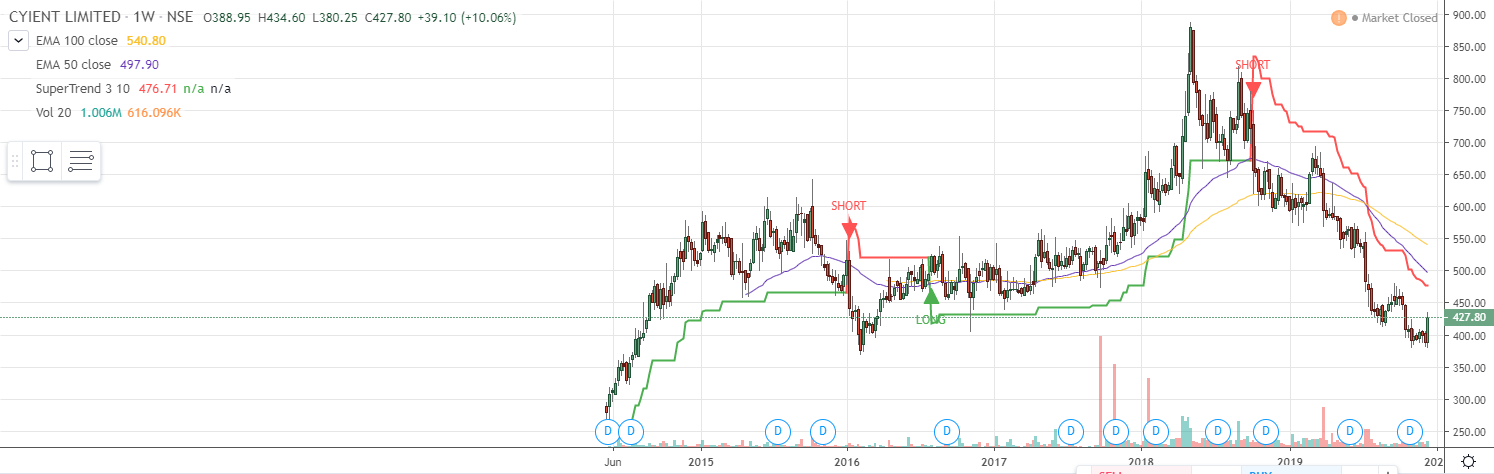 CYIENT LIMITED · 1W · NSE O388.95 H434.60 L380.25 C427.80 +39.10 (+10.06%)
! Market Closed
EMA 100 close 540.80
EMA 50 close 497.90
SuperTrend 3 10 476.71 n/a n/a
Vol 20 1.006M 616.096K
900.00
850.00
SHORT
800.00
750.00
700.00
650.00
600.00
SHORT
550.00
500.00
450.00
427.80
LONG
400.00
350.00
300.00
250.00
D D D D D D D D D D D D
Jun 2015 2016 2017 2018 2019 202